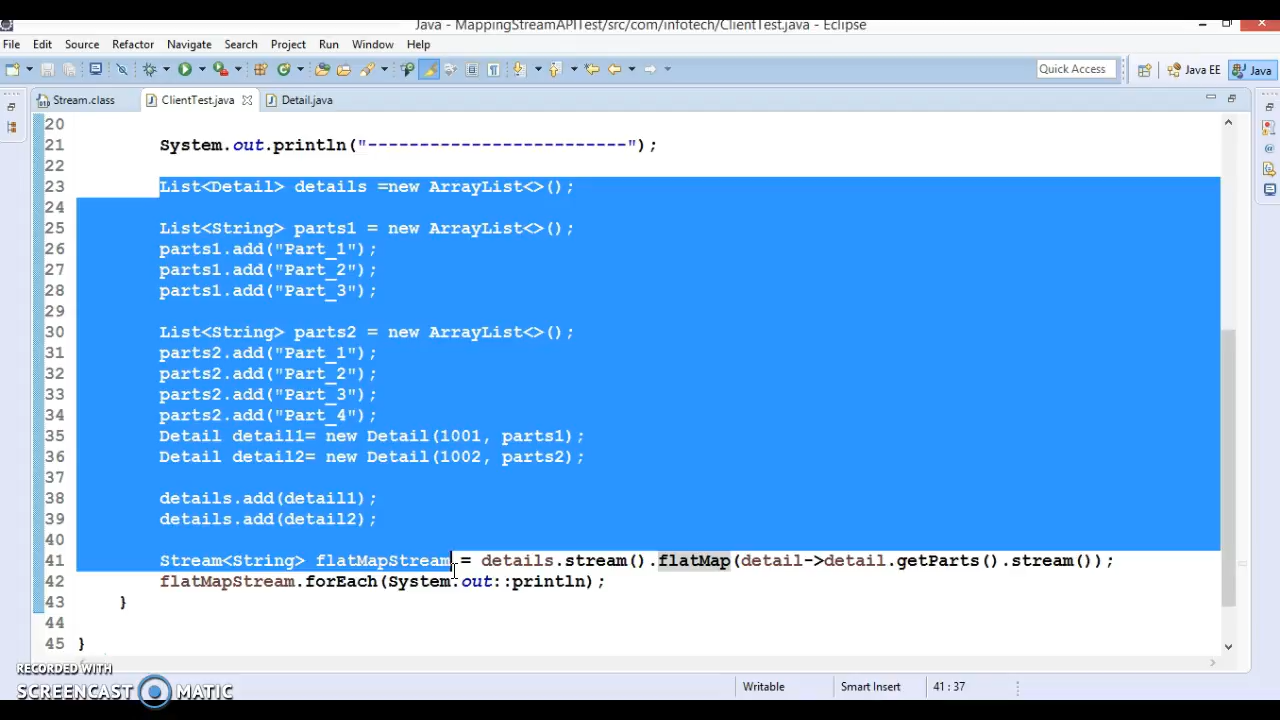 Java - MappingStreamAPITest/src/com/infotech/ClientTest.java - Eclipse
File Edit Source Refactor Navigate Search Project Run Window Help
Quick Access Java EE Java
Stream.class ClientTest.java Detail.java
20
21 System.out.println("-------------------------");
22
23 List<Detail> details =new ArrayList<>();
24
25 List<String> parts1 = new ArrayList<>();
26 parts1.add("Part_1");
27 parts1.add("Part_2");
28 parts1.add("Part_3");
29
30 List<String> parts2 = new ArrayList<>();
31 parts2.add("Part_1");
32 parts2.add("Part_2");
33 parts2.add("Part_3");
34 parts2.add("Part_4");
35 Detail detail1= new Detail(1001, parts1);
36 Detail detail2= new Detail(1002, parts2);
37
38 details.add(detail1);
39 details.add(detail2);
40
41 Stream<String> flatMapStream = details.stream().flatMap(detail->detail.getParts().stream());
42 flatMapStream.forEach(System.out::println);
43 }
44
45 }
RECORDED WITH
SCREENCAST MATIC
Writable Smart Insert 41 : 37